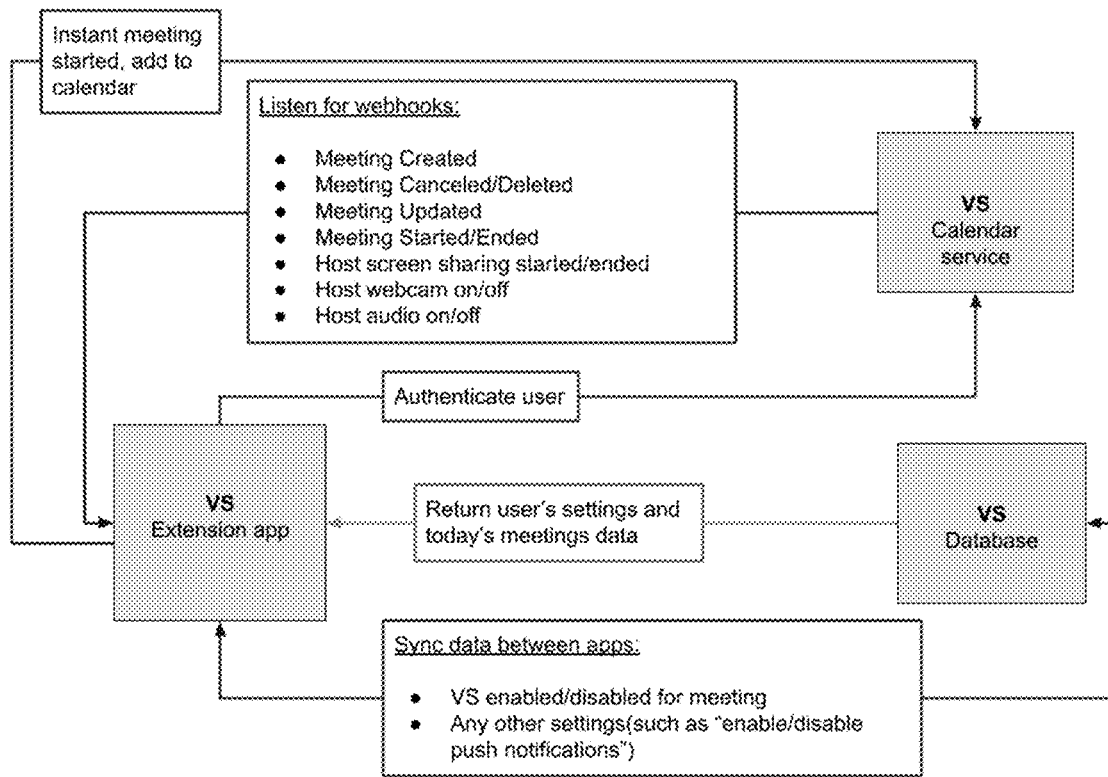 Instant meeting
started, add to
calendar
Listen for webhooks:
● Meeting Created
● Meeting Canceled/Deleted
● Meeting Updated
● Meeting Started/Ended
● Host screen sharing started/ended
● Host webcam on/off
● Host audio on/off
VS
Calendar
service
Authenticate user
VS
Extension app
Return user's settings and
today's meetings data
VS
Database
Sync data between apps:
● VS enabled/disabled for meeting
● Any other settings(such as "enable/disable
push notifications")